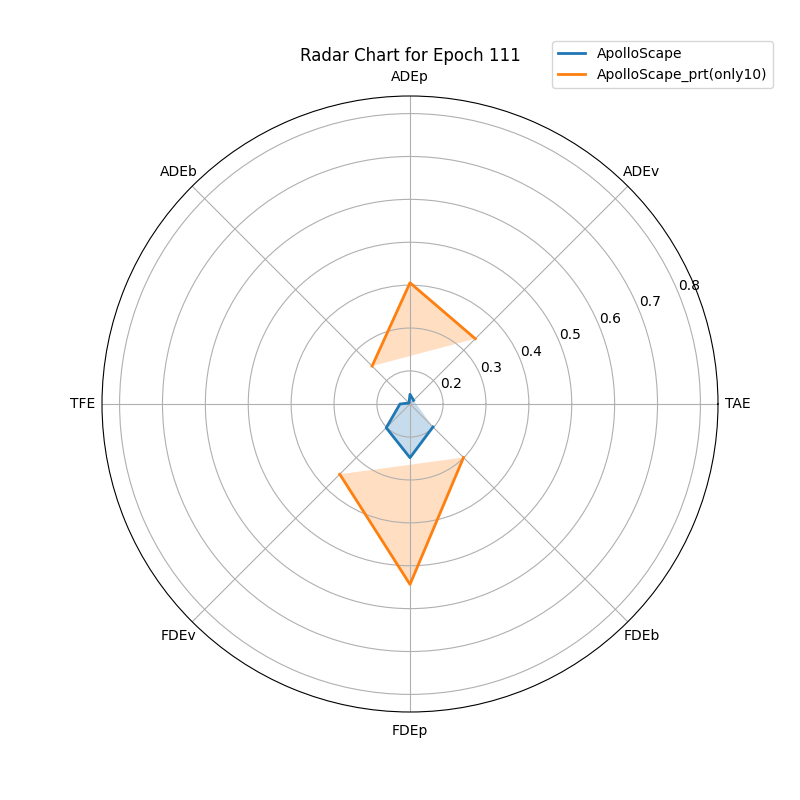 Radar Chart for Epoch 111
ApolloScape
ApolloScape_prt(only10)
ADEp
ADEb
ADEv
0.8
0.7
0.6
0.5
0.4
0.3
0.2
TFE
TAE
FDEv
FDEb
FDEp